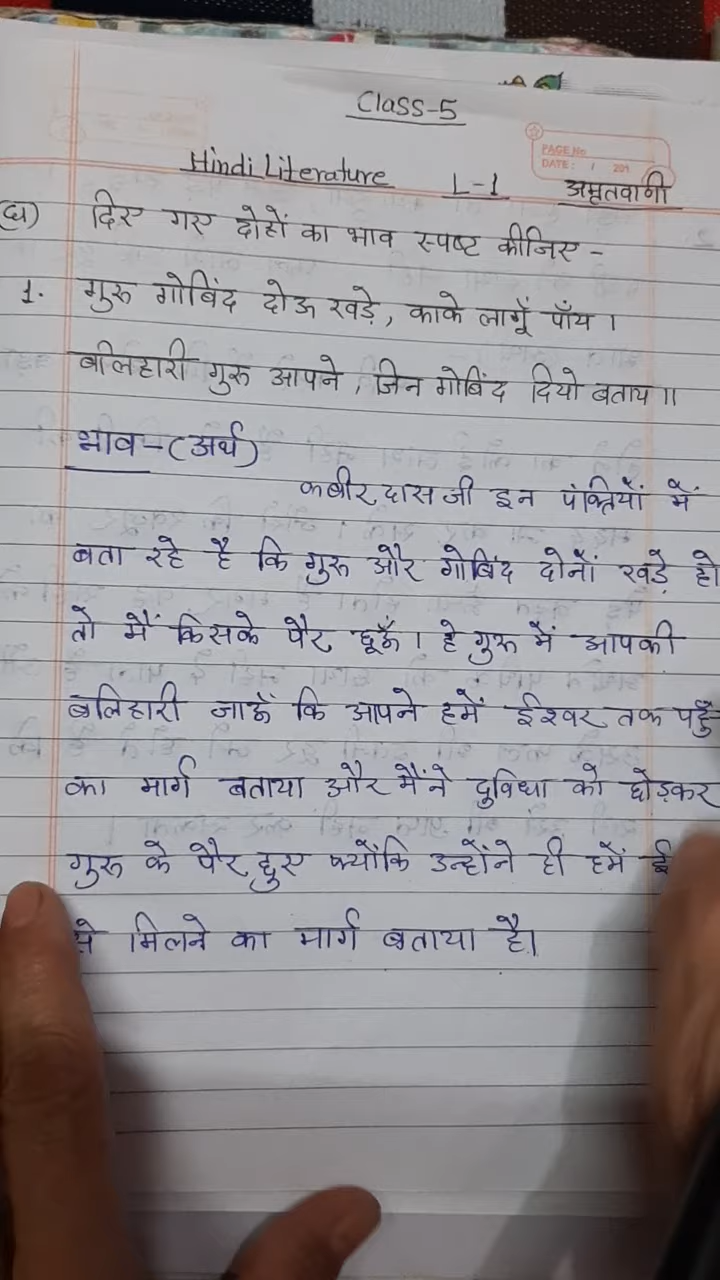 Class-5
PAGE No.
DATE: / 201
Hindi Literature L-1 अमृतवाणी
(घ) दिए गए दोहों का भाव स्पष्ट कीजिए -
1. गुरू गोबिंद दोऊ खड़े, काके लागूँ पाँय ।
बलिहारी गुरू आपने, जिन गोबिंद दियो बताय ॥
भाव-(अर्थ)
कबीर दास जी इन पंक्तियों में
बता रहे है कि गुरू और गोबिंद दोनों खड़े हो
तो मैं किसके पैर छूऊँ। हे गुरू में आपकी
बलिहारी जाऊँ कि आपने हमें ईश्वर तक
का मार्ग बताया और मैंने दुविधा को छोड़कर
गुरू के पैर छुए क्योंकि उन्होंने ही हमें
से मिलने का मार्ग बताया है।